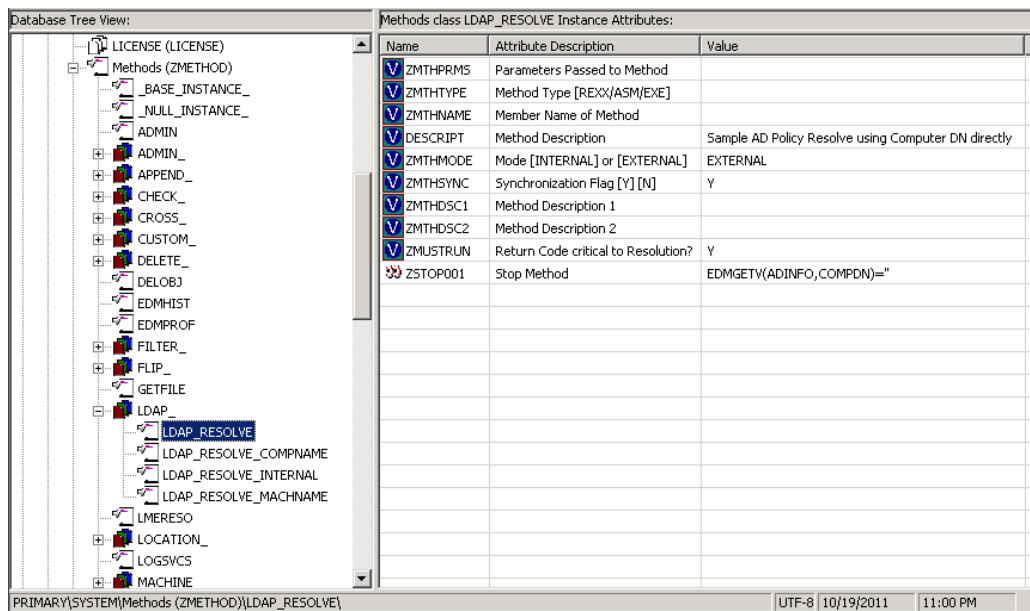 Database Tree View:
LICENSE (LICENSE)
Methods (ZMETHOD)
_BASE_INSTANCE_
_NULL_INSTANCE_
ADMIN
ADMIN_
APPEND_
CHECK_
CROSS_
CUSTOM_
DELETE_
DELOBJ
EDMHIST
EDMPROF
FILTER_
FLIP_
GETFILE
LDAP_
LDAP_RESOLVE
LDAP_RESOLVE_COMPNAME
LDAP_RESOLVE_INTERNAL
LDAP_RESOLVE_MACHNAME
LMERESO
LOCATION_
LOGSVCS
MACHINE
Methods class LDAP_RESOLVE Instance Attributes:
Name Attribute Description Value
V ZMTHPRMS Parameters Passed to Method
V ZMTHTYPE Method Type [REXX/ASM/EXE]
V ZMTHNAME Member Name of Method
V DESCRIPT Method Description Sample AD Policy Resolve using Computer DN directly
V ZMTHMODE Mode [INTERNAL] or [EXTERNAL] EXTERNAL
V ZMTHSYNC Synchronization Flag [Y] [N] Y
V ZMTHDSC1 Method Description 1
V ZMTHDSC2 Method Description 2
V ZMUSTRUN Return Code critical to Resolution? Y
ZSTOP001 Stop Method EDMGETV(ADINFO,COMPDN)=''
PRIMARY\SYSTEM\Methods (ZMETHOD)\LDAP_RESOLVE\ UTF-8 10/19/2011 11:00 PM